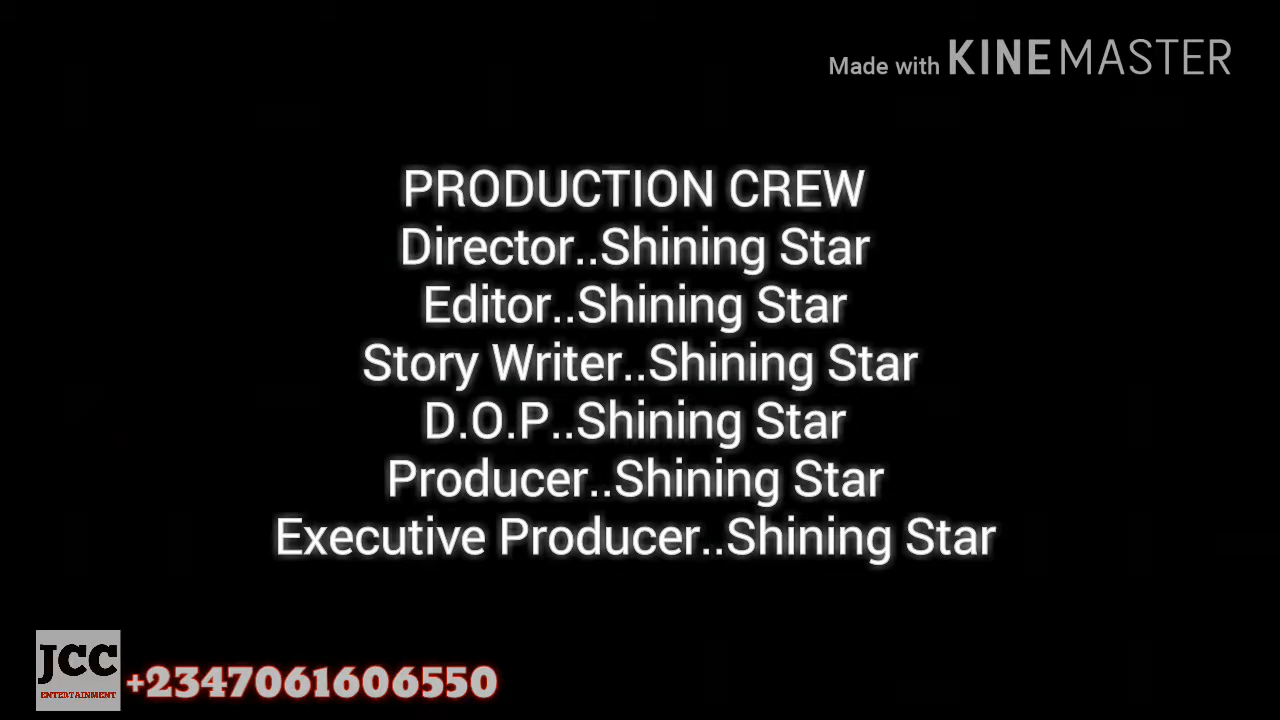 Made with KINEMASTER
PRODUCTION CREW
Director..Shining Star
Editor..Shining Star
Story Writer..Shining Star
D.O.P..Shining Star
Producer..Shining Star
Executive Producer..Shining Star
JCC
ENTERTAINMENT
+2347061606550